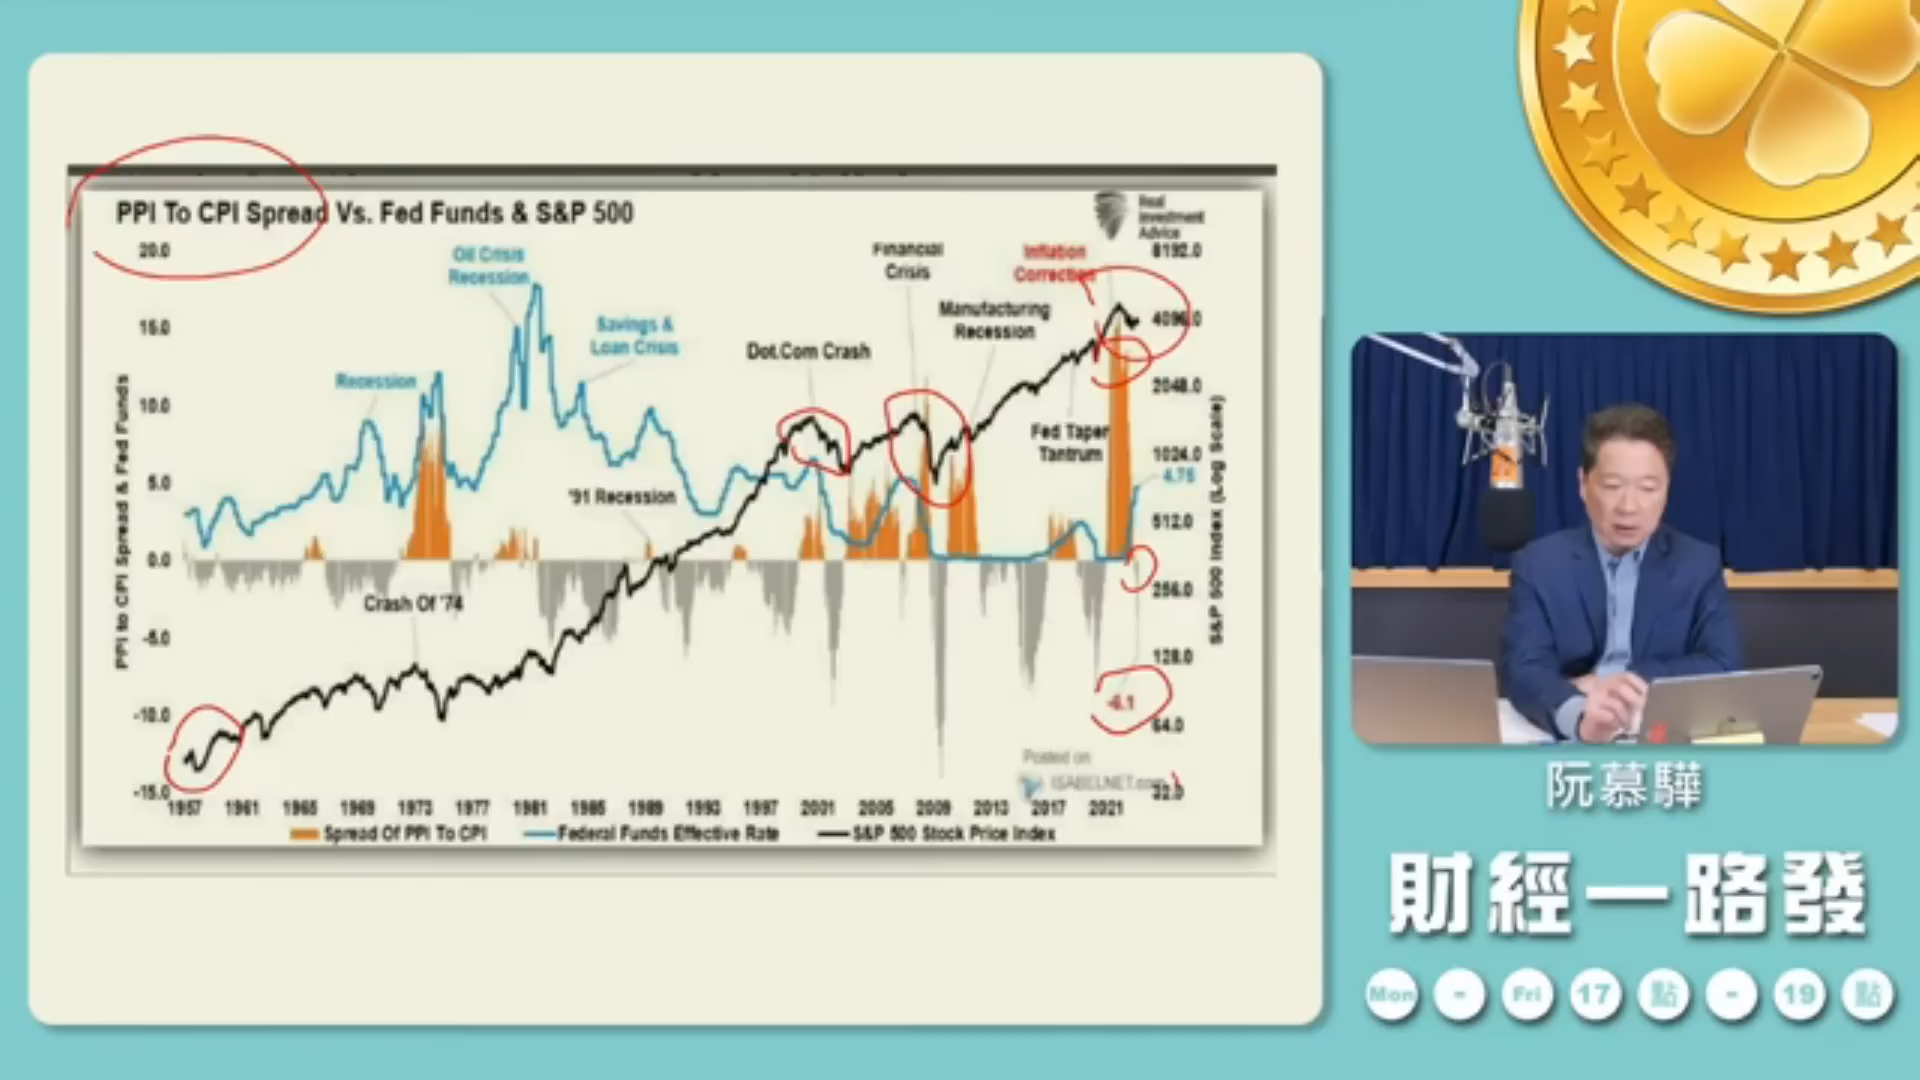 PPI To CPI Spread Vs. Fed Funds & S&P 500
Real
Investment
Advice
20.0
15.0
10.0
5.0
0.0
-5.0
-10.0
-15.0
PPI to CPI Spread & Fed Funds
Recession
Oil Crisis
Recession
Savings &
Loan Crisis
Dot.Com Crash
'91 Recession
Crash Of '74
Financial
Crisis
Manufacturing
Recession
Inflation
Correction
Fed Taper
Tantrum
8192.0
4096.0
2048.0
1024.0
4.75
512.0
256.0
128.0
64.0
32.0
S&P 500 Index (Log Scale)
Posted on
ISABELNET.com
1957 1961 1965 1969 1973 1977 1981 1985 1989 1993 1997 2001 2005 2009 2013 2017 2021
Spread Of PPI To CPI Federal Funds Effective Rate S&P 500 Stock Price Index
阮慕驊
財經一路發
Mon - Fri 17 點 - 19 點